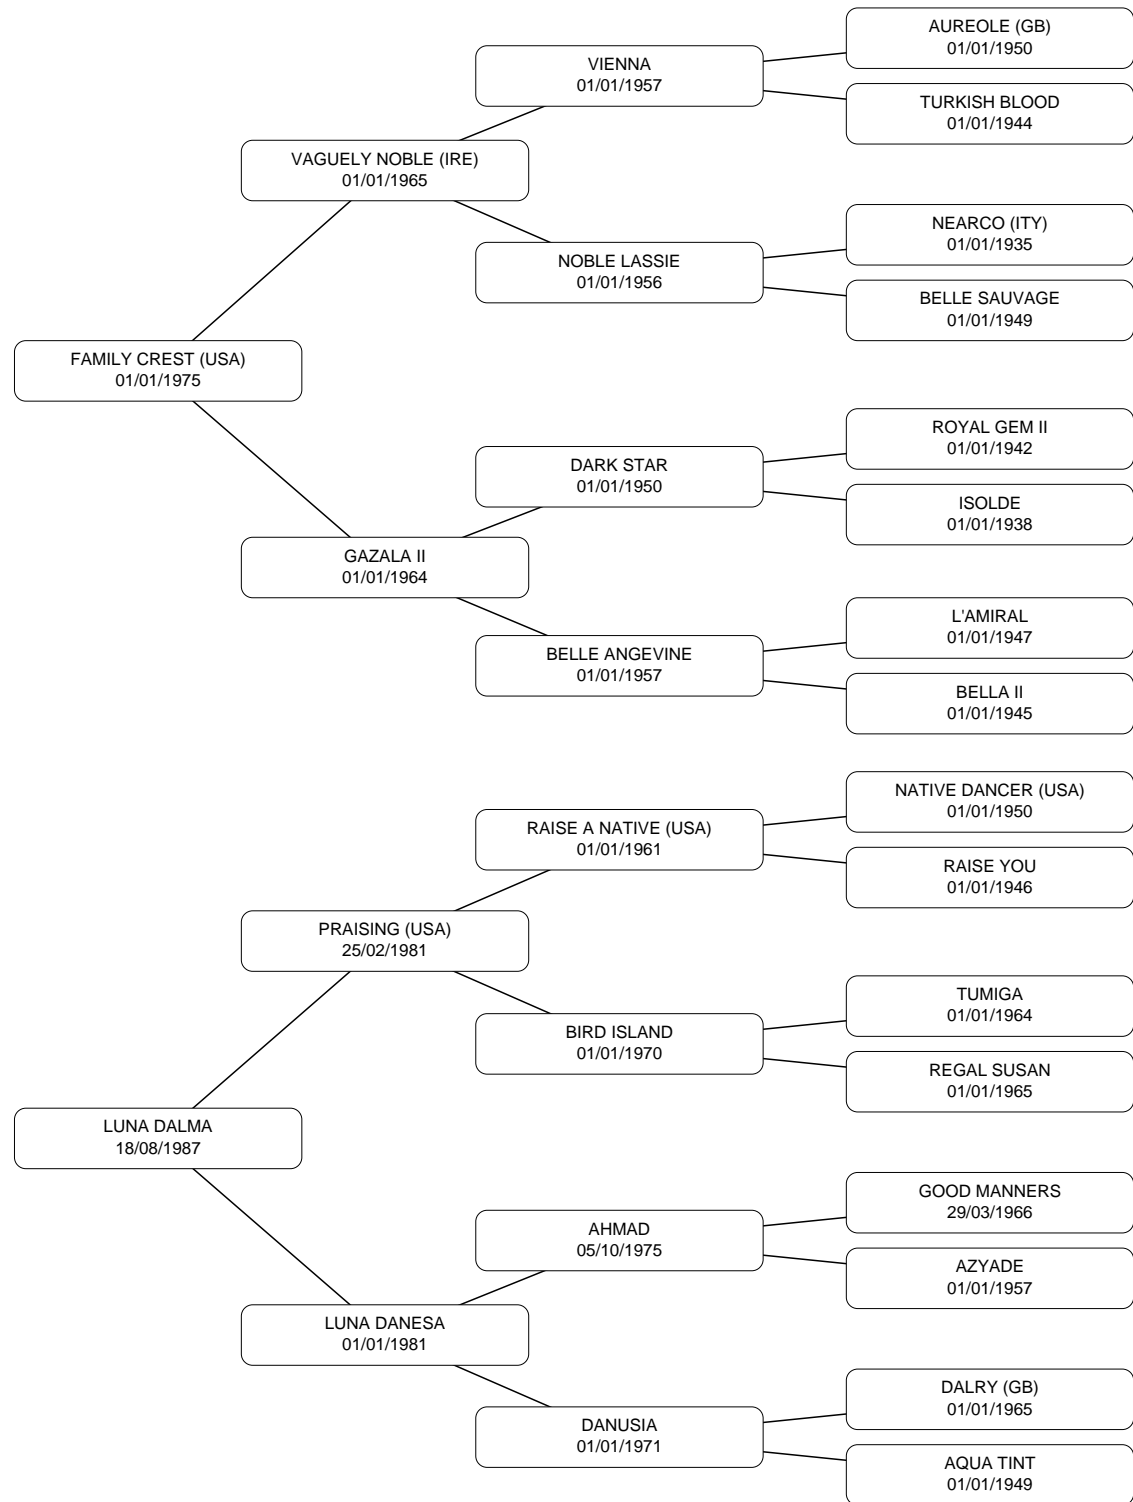 AUREOLE (GB)
01/01/1950
VIENNA
01/01/1957
TURKISH BLOOD
01/01/1944
VAGUELY NOBLE (IRE)
01/01/1965
NEARCO (ITY)
01/01/1935
NOBLE LASSIE
01/01/1956
BELLE SAUVAGE
01/01/1949
FAMILY CREST (USA)
01/01/1975
ROYAL GEM II
01/01/1942
DARK STAR
01/01/1950
ISOLDE
01/01/1938
GAZALA II
01/01/1964
L'AMIRAL
01/01/1947
BELLE ANGEVINE
01/01/1957
BELLA II
01/01/1945
NATIVE DANCER (USA)
01/01/1950
RAISE A NATIVE (USA)
01/01/1961
RAISE YOU
01/01/1946
PRAISING (USA)
25/02/1981
TUMIGA
01/01/1964
BIRD ISLAND
01/01/1970
REGAL SUSAN
01/01/1965
LUNA DALMA
18/08/1987
GOOD MANNERS
29/03/1966
AHMAD
05/10/1975
AZYADE
01/01/1957
LUNA DANESA
01/01/1981
DALRY (GB)
01/01/1965
DANUSIA
01/01/1971
AQUA TINT
01/01/1949